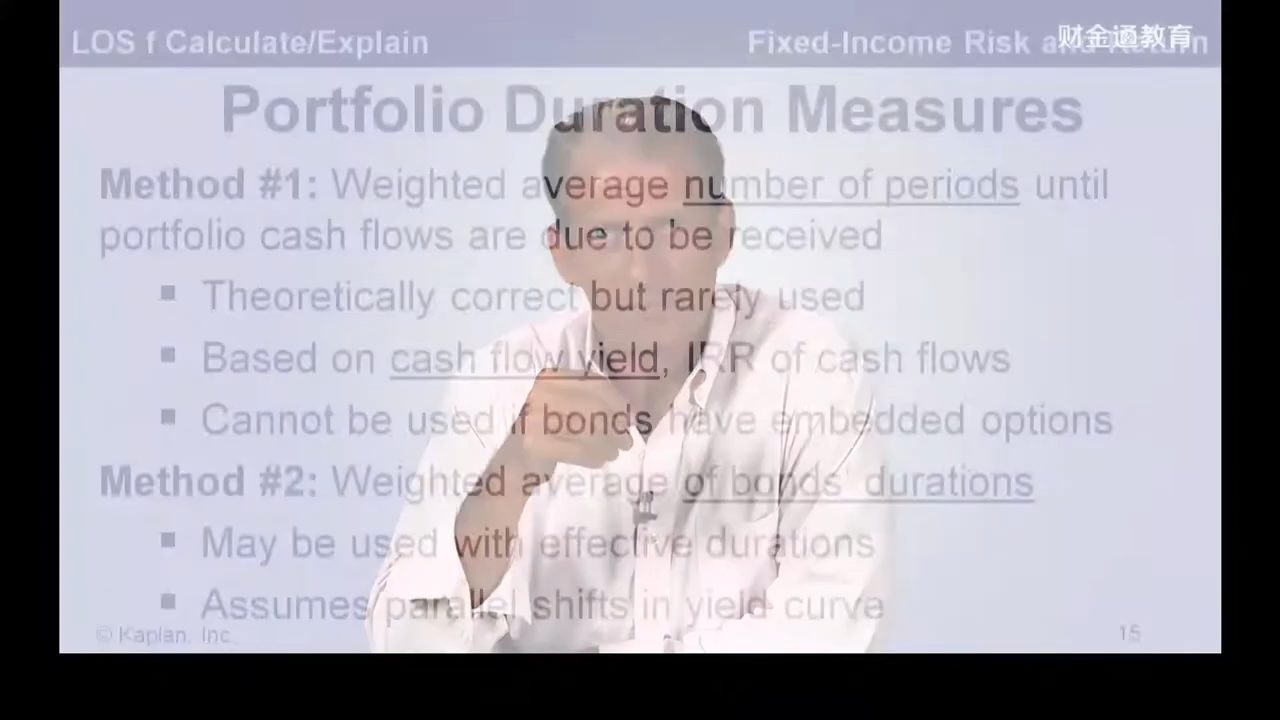 LOS f Calculate/Explain
Fixed-Income Risk and Return
财金通教育
Portfolio Duration Measures
Method #1: Weighted average number of periods until
portfolio cash flows are due to be received
▪ Theoretically correct but rarely used
▪ Based on cash flow yield, IRR of cash flows
▪ Cannot be used if bonds have embedded options
Method #2: Weighted average of bonds' durations
▪ May be used with effective durations
▪ Assumes parallel shifts in yield curve
© Kaplan, Inc.
15